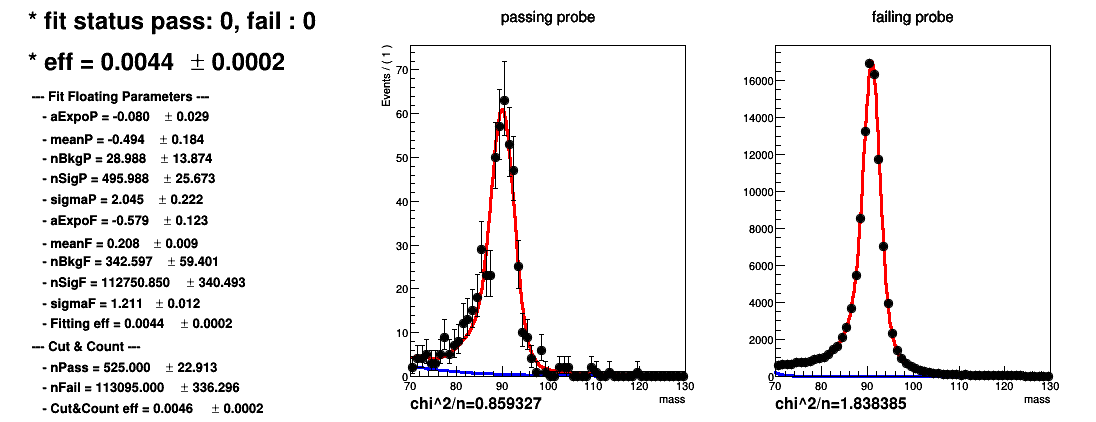 * fit status pass: 0, fail : 0
* eff = 0.0044 ± 0.0002
--- Fit Floating Parameters ---
- aExpoP = -0.080 ± 0.029
- meanP = -0.494 ± 0.184
- nBkgP = 28.988 ± 13.874
- nSigP = 495.988 ± 25.673
- sigmaP = 2.045 ± 0.222
- aExpoF = -0.579 ± 0.123
- meanF = 0.208 ± 0.009
- nBkgF = 342.597 ± 59.401
- nSigF = 112750.850 ± 340.493
- sigmaF = 1.211 ± 0.012
- Fitting eff = 0.0044 ± 0.0002
--- Cut & Count ---
- nPass = 525.000 ± 22.913
- nFail = 113095.000 ± 336.296
- Cut&Count eff = 0.0046 ± 0.0002
passing probe
Events / ( 1 )
70
60
50
40
30
20
10
0
70 80 90 100 110 120 130
mass
chi^2/n=0.859327
failing probe
16000
14000
12000
10000
8000
6000
4000
2000
0
70 80 90 100 110 120 130
mass
chi^2/n=1.838385